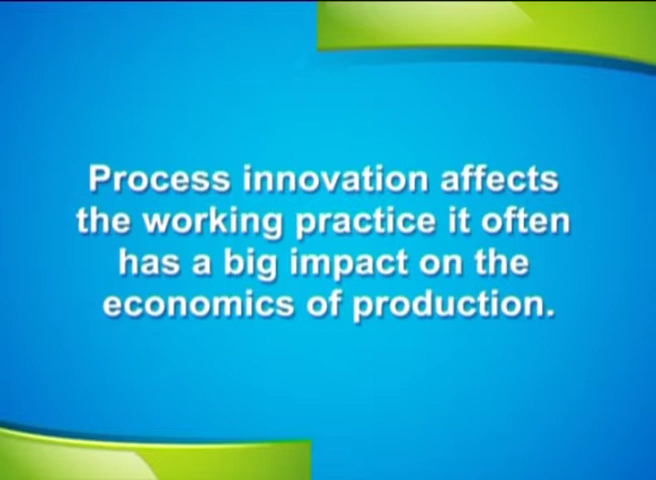 Process innovation affects
the working practice it often
has a big impact on the
economics of production.